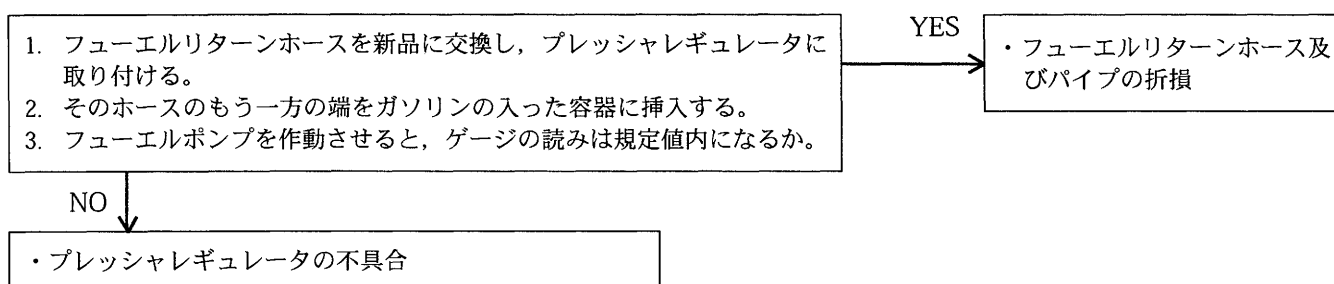 1. フューエルリターンホースを新品に交換し，プレッシャレギュレータに
取り付ける。
2. そのホースのもう一方の端をガソリンの入った容器に挿入する。
3. フューエルポンプを作動させると，ゲージの読みは規定値内になるか。
YES
・フューエルリターンホース及
びパイプの折損
NO
・プレッシャレギュレータの不具合